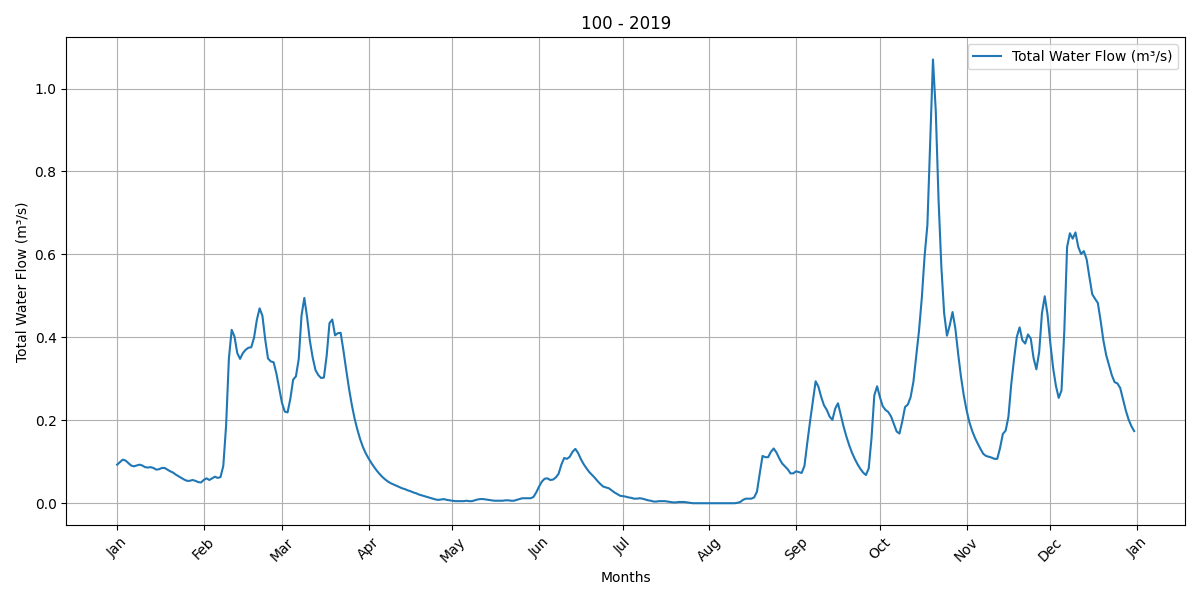 100 - 2019
Total Water Flow (m³/s)
Total Water Flow (m³/s)
1.0
0.8
0.6
0.4
0.2
0.0
Jan
Feb
Mar
Apr
May
Jun
Jul
Aug
Sep
Oct
Nov
Dec
Jan
Months